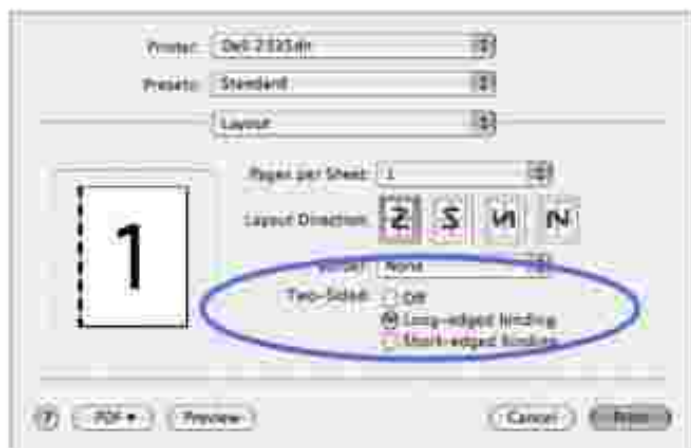 Printer: Dell 2335dn
Presets: Standard
Layout
Pages per Sheet: 1
Layout Direction:
1
Border: None
Two-Sided: Off
Long-edged binding
Short-edged binding
? PDF Preview Cancel Print